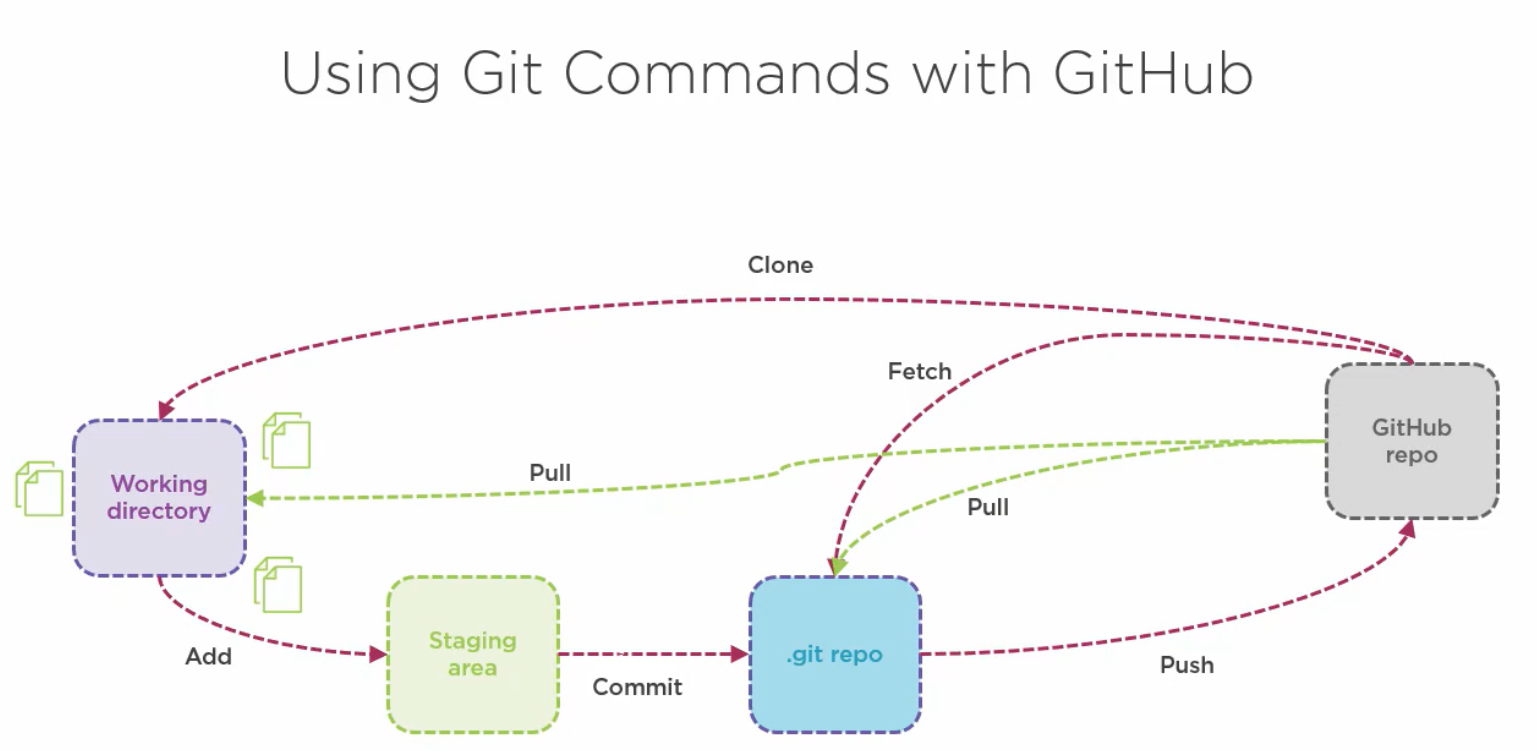 Using Git Commands with GitHub
Clone
Fetch
GitHub
repo
Pull
Working
directory
Pull
Staging
area
.git repo
Add
Commit
Push